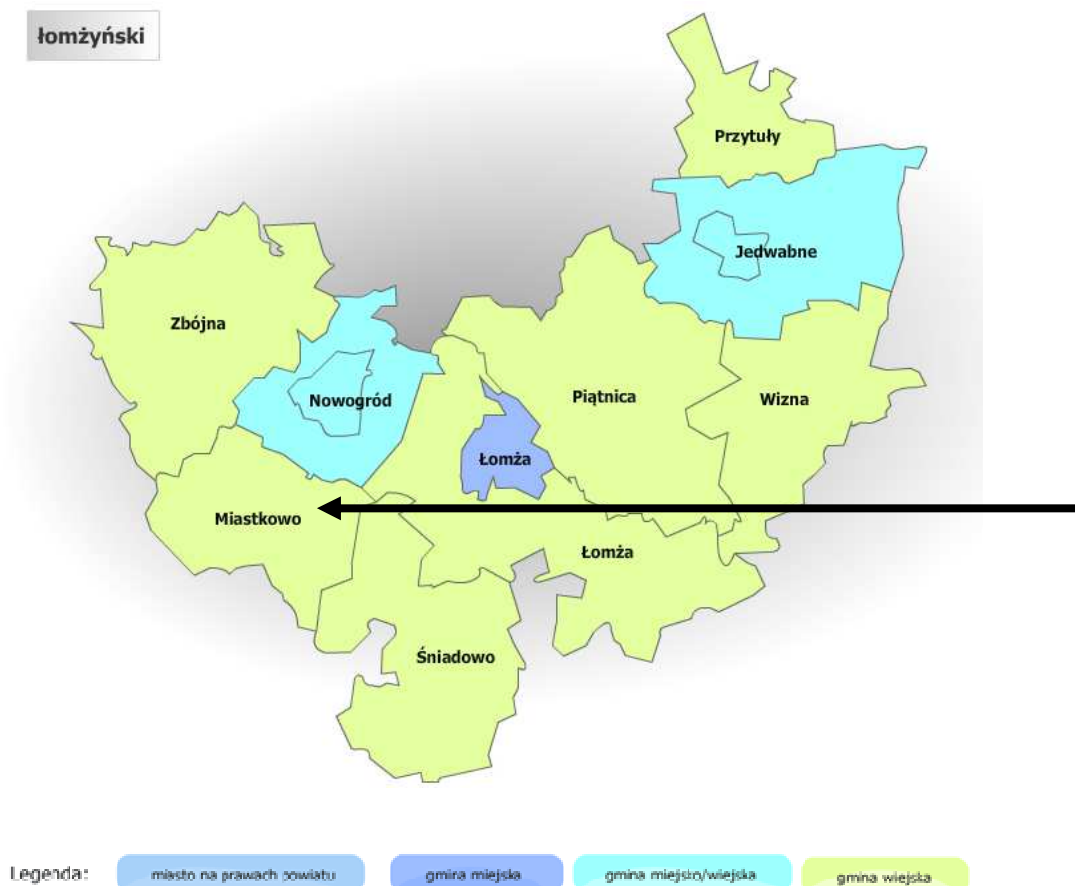 łomżyński
Przytuły
Jedwabne
Zbójna
Nowogród
Piątnica
Wizna
Łomża
Miastkowo
Łomża
Śniadowo
Legenda:
miasto na prawach powiatu
gmina miejska
gmina miejsko/wiejska
gmina wiejska